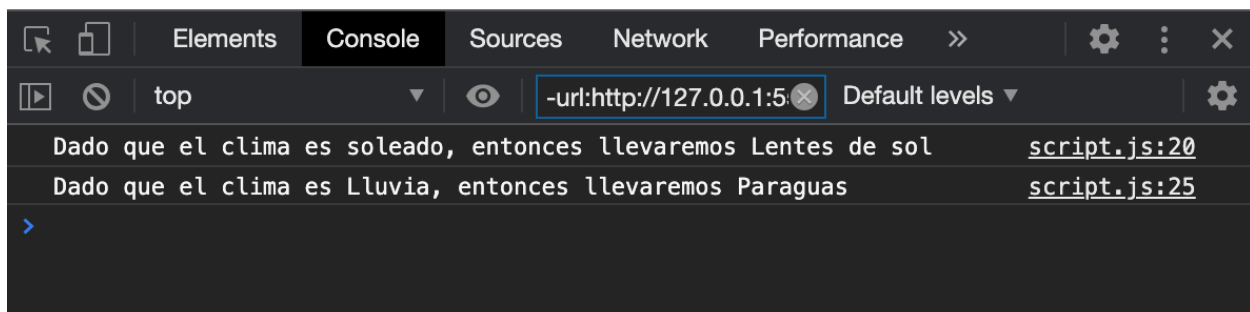 Elements Console Sources Network Performance
top -url:http://127.0.0.1:5 Default levels
Dado que el clima es soleado, entonces llevaremos Lentes de sol script.js:20
Dado que el clima es Lluvia, entonces llevaremos Paraguas script.js:25